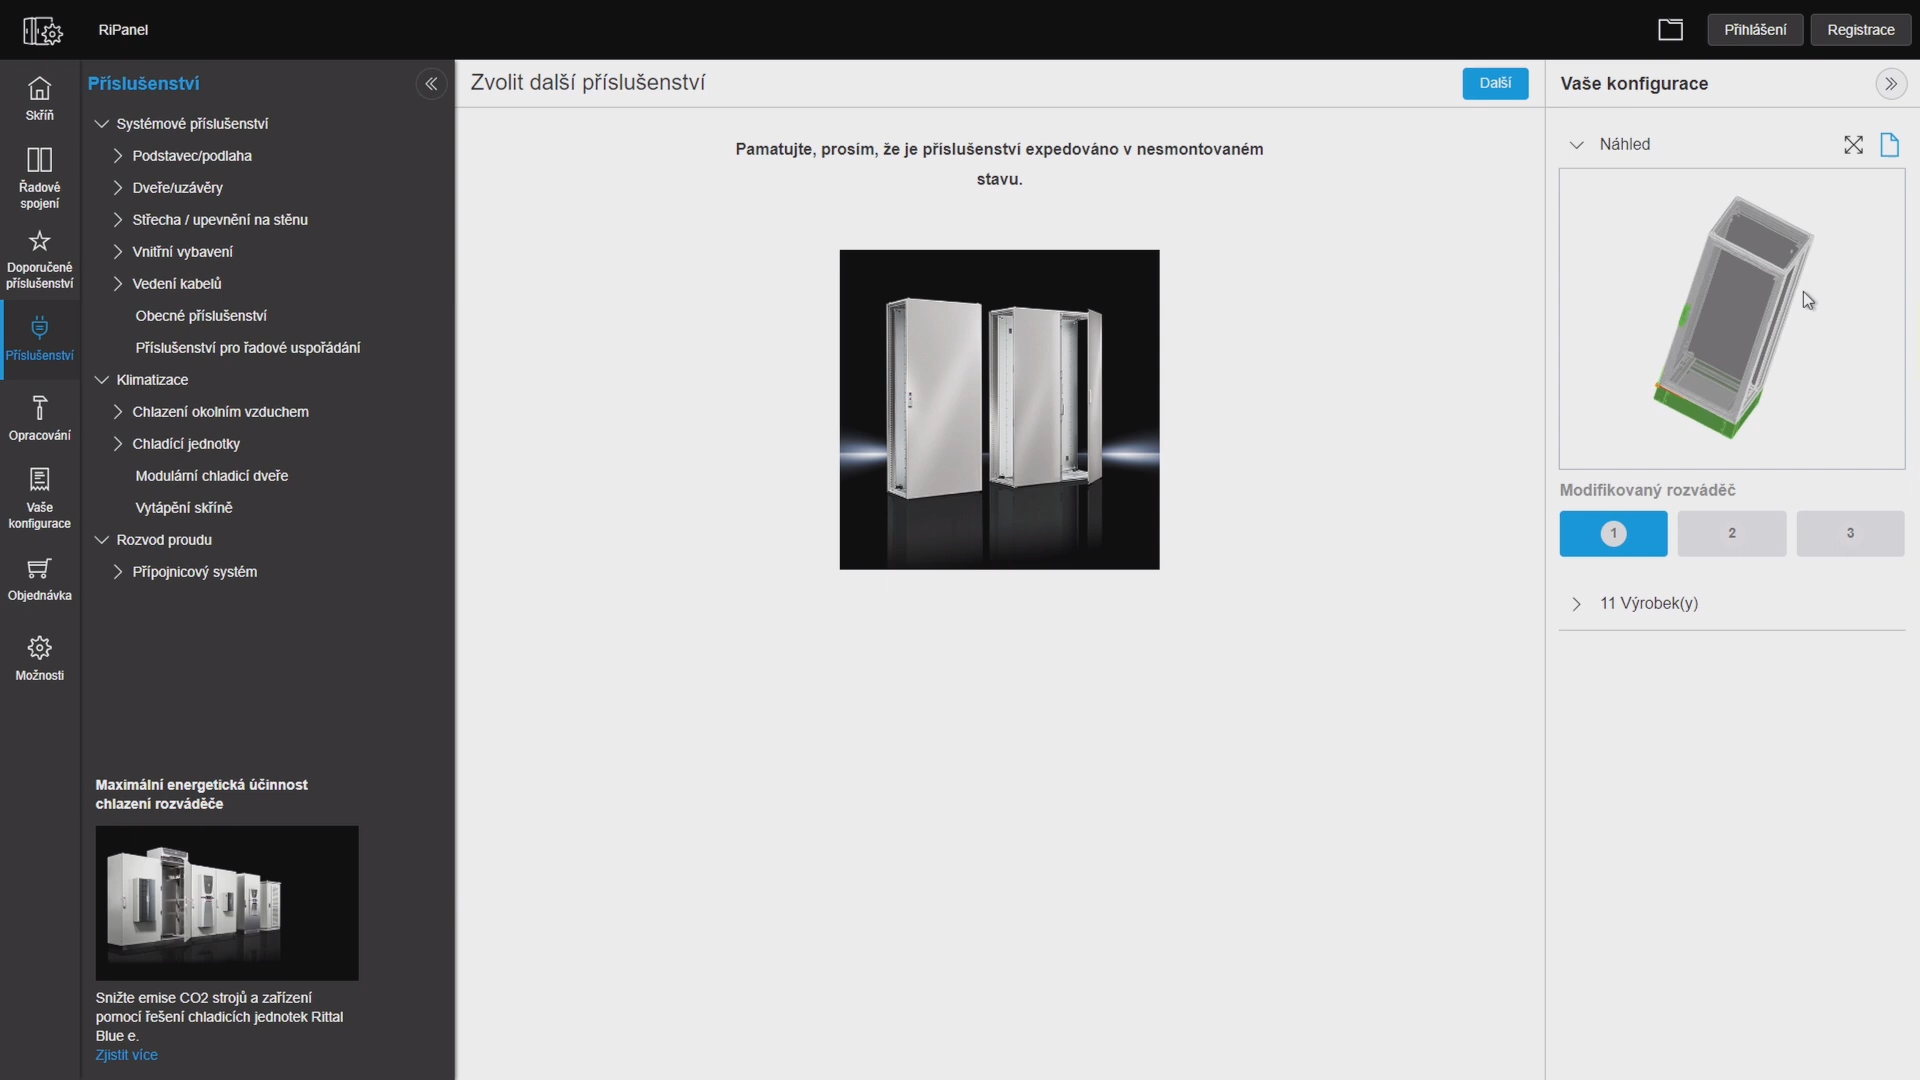 RiPanel
Přihlášení
Registrace
Skříň
Řadové
spojení
Doporučené
příslušenství
Příslušenství
Opracování
Vaše
konfigurace
Objednávka
Možnosti
Příslušenství
Systémové příslušenství
Podstavec/podlaha
Dveře/uzávěry
Střecha / upevnění na stěnu
Vnitřní vybavení
Vedení kabelů
Obecné příslušenství
Příslušenství pro řadové uspořádání
Klimatizace
Chlazení okolním vzduchem
Chladící jednotky
Modulární chladicí dveře
Vytápění skříně
Rozvod proudu
Přípojnicový systém
Maximální energetická účinnost
chlazení rozváděče
Snižte emise CO2 strojů a zařízení
pomocí řešení chladicích jednotek Rittal
Blue e.
Zjistit více
Zvolit další příslušenství
Další
Pamatujte, prosím, že je příslušenství expedováno v nesmontovaném
stavu.
Vaše konfigurace
Náhled
Modifikovaný rozváděč
1
2
3
11 Výrobek(y)